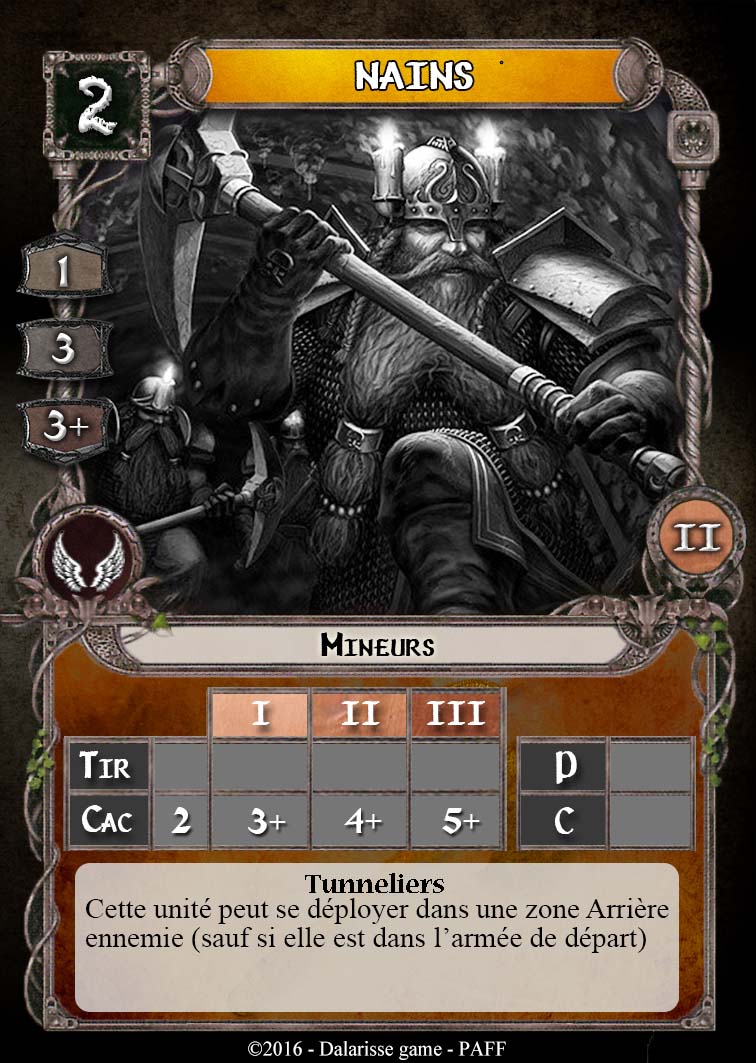 NAINS
2
1
3
3+
II
MINEURS
I II III
TIR P
CAC 2 3+ 4+ 5+ C
Tunneliers
Cette unité peut se déployer dans une zone Arrière
ennemie (sauf si elle est dans l'armée de départ)
©2016 - Dalarisse game - PAFF